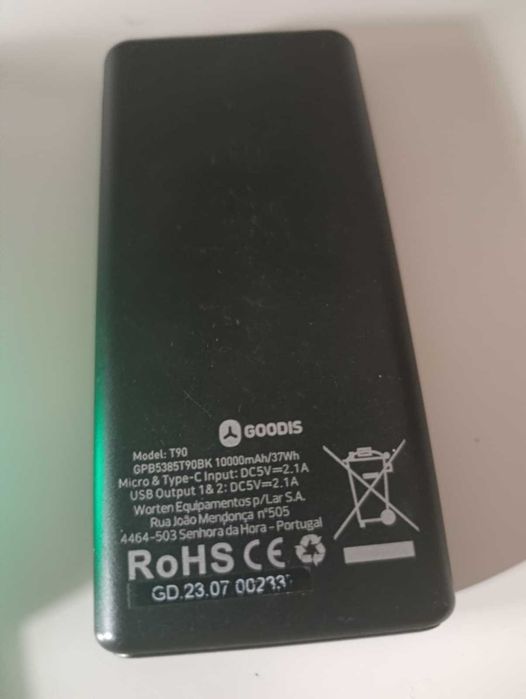 GOODIS
Model: T90
GPB5385T90BK 10000mAh/37Wh
Micro & Type-C Input: DC5V⎓2.1A
USB Output 1 & 2: DC5V⎓2.1A
Worten Equipamentos p/Lar S.A.
Rua João Mendonça nº505
4464-503 Senhora da Hora - Portugal
RoHS CE
GD.23.07 00233